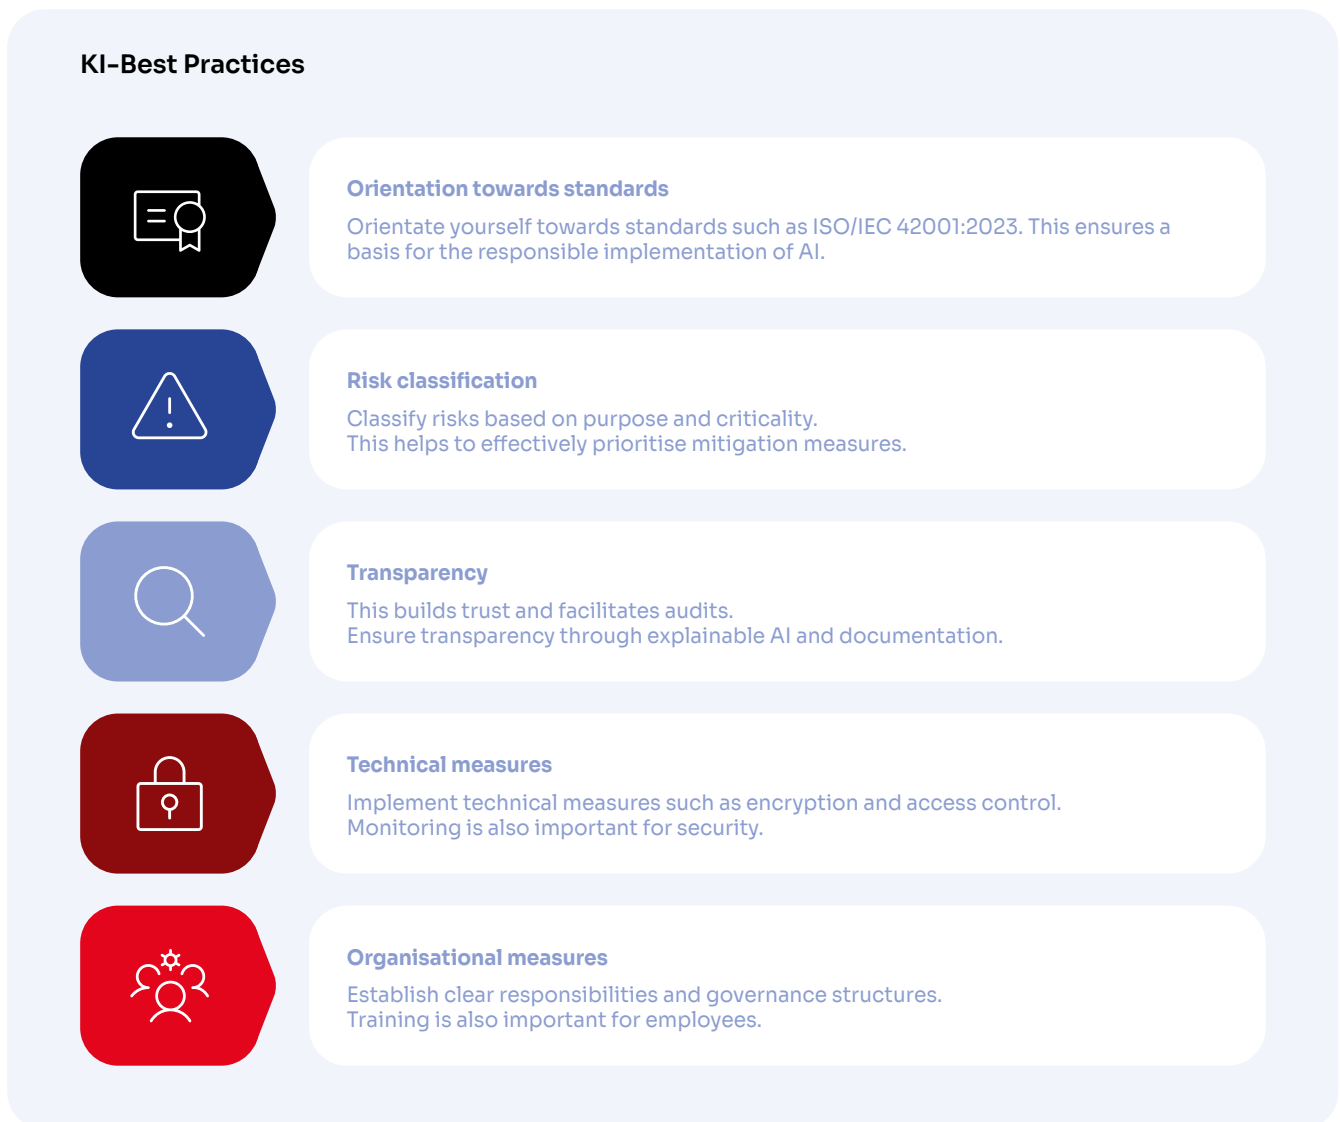 KI-Best Practices
Orientation towards standards
Orientate yourself towards standards such as ISO/IEC 42001:2023. This ensures a
basis for the responsible implementation of AI.
Risk classification
Classify risks based on purpose and criticality.
This helps to effectively prioritise mitigation measures.
Transparency
This builds trust and facilitates audits.
Ensure transparency through explainable AI and documentation.
Technical measures
Implement technical measures such as encryption and access control.
Monitoring is also important for security.
Organisational measures
Establish clear responsibilities and governance structures.
Training is also important for employees.